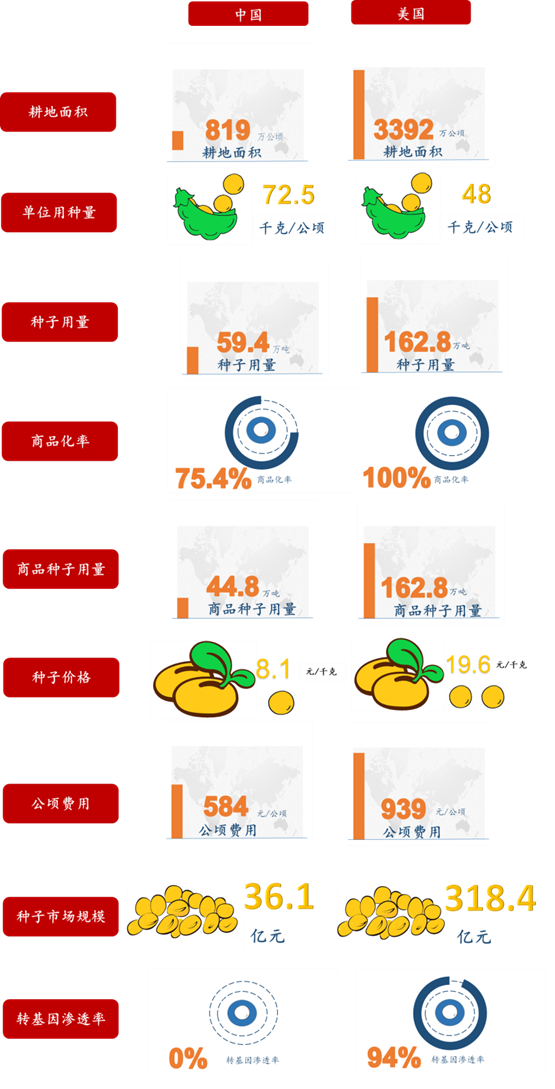 中国
美国
耕地面积
819 万公顷
耕地面积
3392 万公顷
耕地面积
单位用种量
72.5
千克/公顷
48
千克/公顷
种子用量
59.4 万吨
种子用量
162.8 万吨
种子用量
商品化率
75.4% 商品化率
100% 商品化率
商品种子用量
44.8 万吨
商品种子用量
162.8 万吨
商品种子用量
种子价格
8.1 元/千克
19.6 元/千克
公顷费用
584 元/公顷
公顷费用
939 元/公顷
公顷费用
种子市场规模
36.1
亿元
318.4
亿元
转基因渗透率
0% 转基因渗透率
94% 转基因渗透率